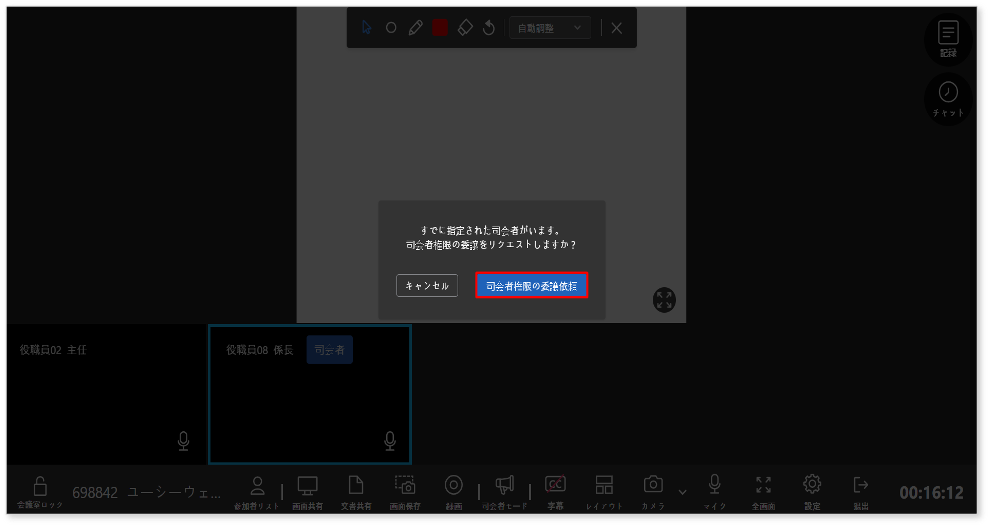 自動調整
記録
チャット
すでに指定された司会者がいます。
司会者権限の委譲をリクエストしますか？
キャンセル
司会者権限の委譲依頼
役職員02 主任
役職員08 係長
司会者
会議室ロック
698842 ユーシーウェ...
参加者リスト
画面共有
文書共有
画面保存
録画
司会者モード
CC
字幕
レイアウト
カメラ
マイク
全画面
設定
退出
00:16:12